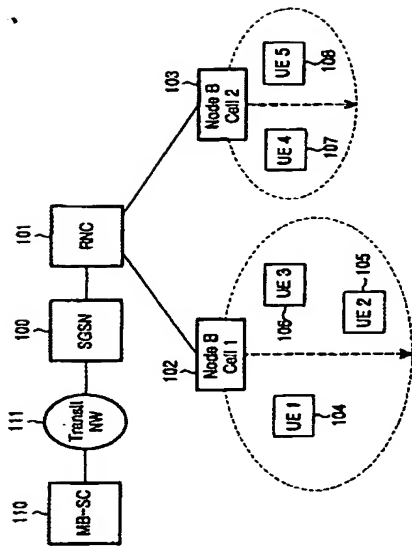 110
MB-SC
111
Transit
NW
100
SGSN
101
RNC
102
Node B
Cell 1
103
Node B
Cell 2
UE 1
104
UE 2
105
UE 3
106
UE 4
107
UE 5
108